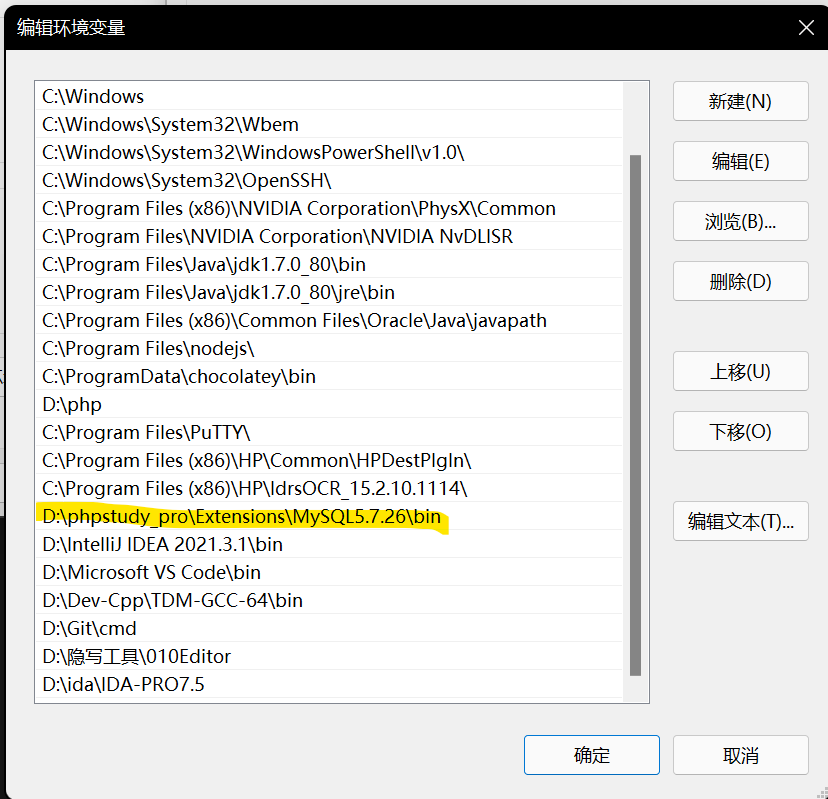 编辑环境变量
C:\Windows
C:\Windows\System32\Wbem
C:\Windows\System32\WindowsPowerShell\v1.0\
C:\Windows\System32\OpenSSH\
C:\Program Files (x86)\NVIDIA Corporation\PhysX\Common
C:\Program Files\NVIDIA Corporation\NVIDIA NvDLISR
C:\Program Files\Java\jdk1.7.0_80\bin
C:\Program Files\Java\jdk1.7.0_80\jre\bin
C:\Program Files (x86)\Common Files\Oracle\Java\javapath
C:\Program Files\nodejs\
C:\ProgramData\chocolatey\bin
D:\php
C:\Program Files\PuTTY\
C:\Program Files (x86)\HP\Common\HPDestPlgIn\
C:\Program Files (x86)\HP\IdrsOCR_15.2.10.1114\
D:\phpstudy_pro\Extensions\MySQL5.7.26\bin
D:\IntelliJ IDEA 2021.3.1\bin
D:\Microsoft VS Code\bin
D:\Dev-Cpp\TDM-GCC-64\bin
D:\Git\cmd
D:\隐写工具\010Editor
D:\ida\IDA-PRO7.5
新建(N)
编辑(E)
浏览(B)...
删除(D)
上移(U)
下移(O)
编辑文本(T)...
确定
取消